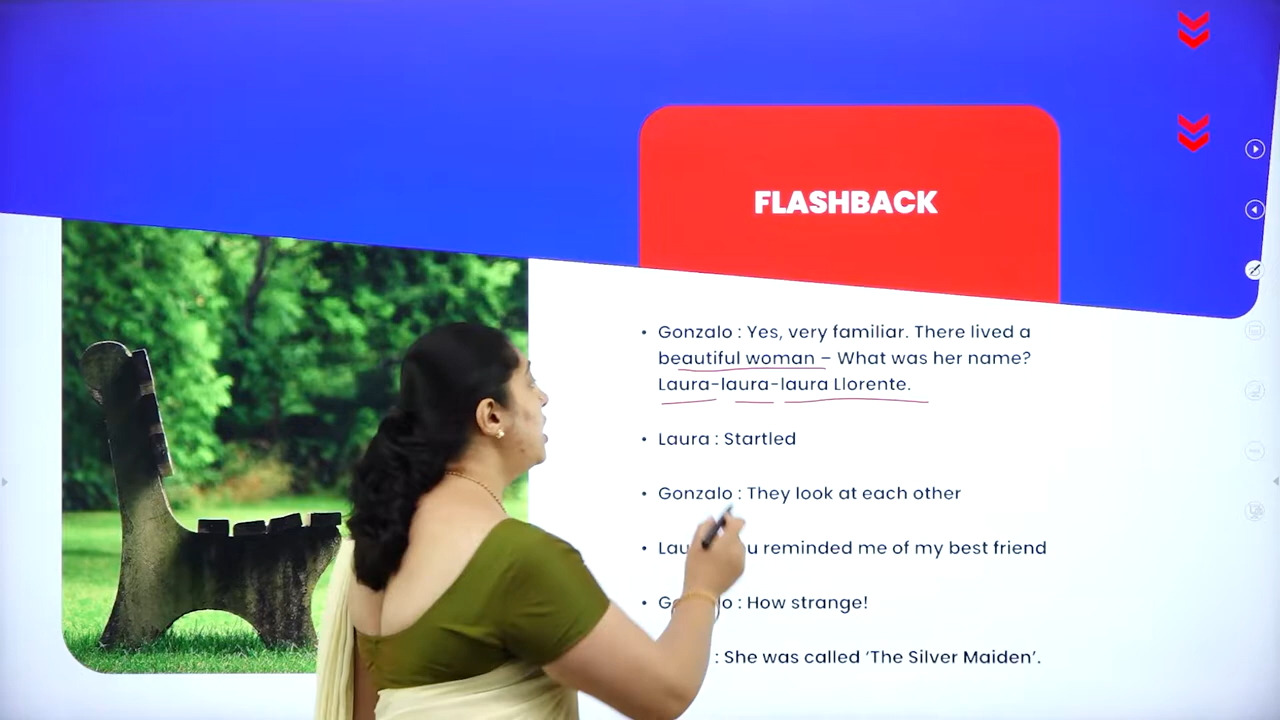 FLASHBACK
• Gonzalo : Yes, very familiar. There lived a
beautiful woman – What was her name?
Laura-laura-laura Llorente.
• Laura : Startled
• Gonzalo : They look at each other
• reminded me of my best friend
• : How strange!
: She was called ‘The Silver Maiden’.